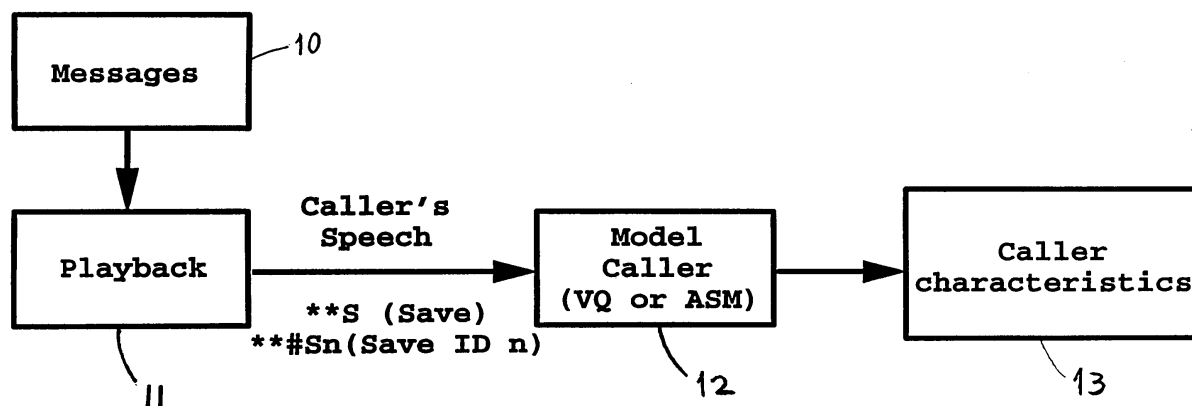 Messages
10
Caller's
Speech
Playback
**S (Save)
**#Sn(Save ID n)
Model
Caller
(VQ or ASM)
Caller
characteristics
11
12
13